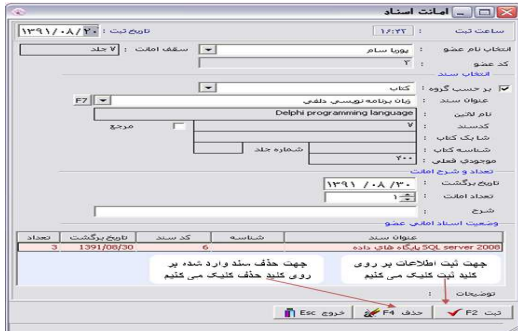 امانت اسناد
ساعت ثبت : ۱۶:۲۲ تاریخ ثبت : ۱۳۹۱/۰۸/۲۰
انتخاب نام عضو : پویا سام سقف امانت : ۷ جلد
کد عضو : ۳
انتخاب سند
بر حسب گروه : کتاب
عنوان سند : زبان برنامه نویسی دلفی F7
نام لاتین : Delphi programming language
کدسند : ۷ مرجع
شابک کتاب :
شناسه کتاب : شماره جلد
موجودی فعلی : ۲۰۰
تعداد و شرح امانت
تاریخ برگشت : ۱۳۹۱/۰۸/۳۰
تعداد امانت : ۱
شرح :
وضعیت اسناد امانی عضو
عنوان سند شناسه کد سند تاریخ برگشت تعداد
SQL server 2008 پایگاه های داده 6 1391/08/30 3
جهت ثبت اطلاعات بر روی کلید ثبت کلیک می کنیم
جهت حذف سند وارد شده بر روی کلید حذف کلیک می کنیم
توضیحات :
ثبت F2 حذف F4 خروج Esc